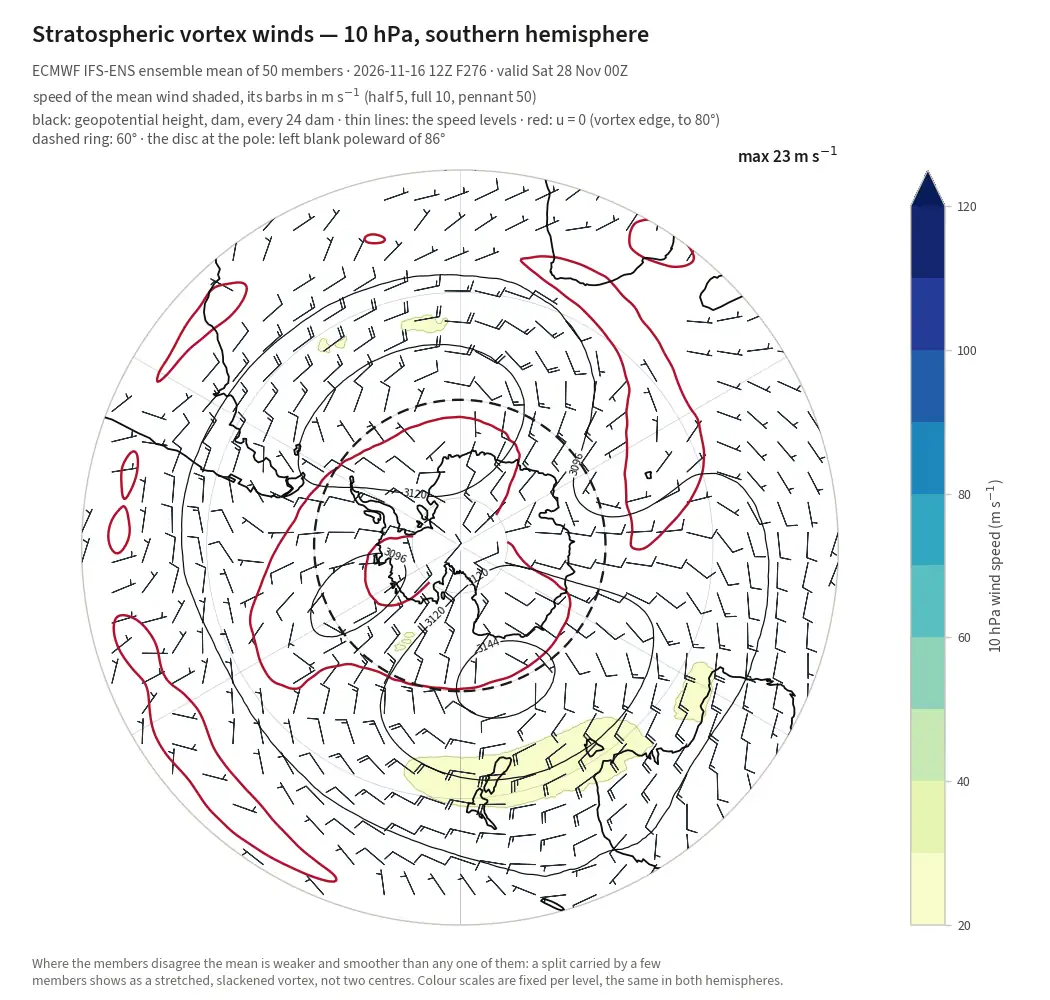 Stratospheric vortex winds — 10 hPa, southern hemisphere
ECMWF IFS-ENS ensemble mean of 50 members · 2026-11-16 12Z F276 · valid Sat 28 Nov 00Z
speed of the mean wind shaded, its barbs in m s⁻¹ (half 5, full 10, pennant 50)
black: geopotential height, dam, every 24 dam · thin lines: the speed levels · red: u = 0 (vortex edge, to 80°)
dashed ring: 60° · the disc at the pole: left blank poleward of 86°
max 23 m s⁻¹
120
100
80
60
40
20
10 hPa wind speed (m s⁻¹)
3096
3120
3096
3120
3144
Where the members disagree the mean is weaker and smoother than any one of them: a split carried by a few
members shows as a stretched, slackened vortex, not two centres. Colour scales are fixed per level, the same in both hemispheres.